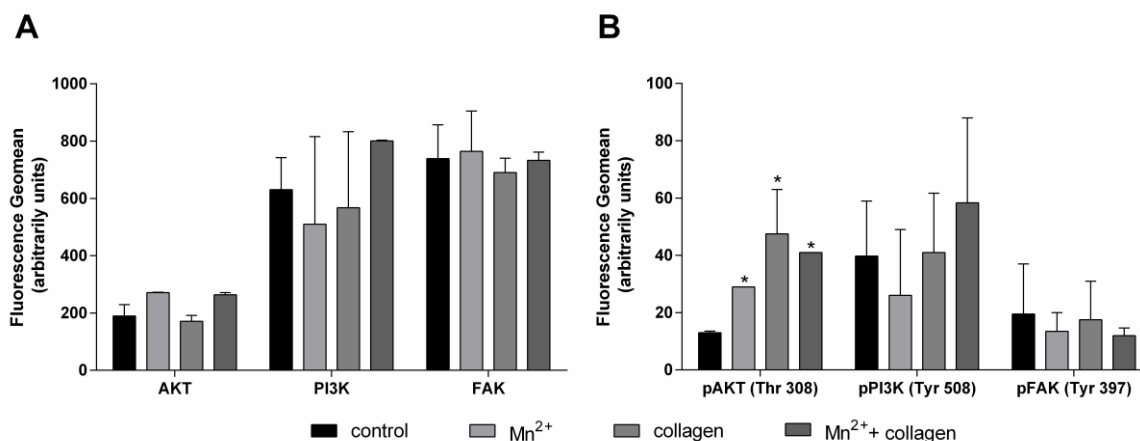 A
B
Fluorescence Geomean
(arbitrarily units)
1000
800
600
400
200
0
AKT
PI3K
FAK
Fluorescence Geomean
(arbitrarily units)
100
80
60
40
20
0
*
*
*
pAKT (Thr 308)
pPI3K (Tyr 508)
pFAK (Tyr 397)
control
Mn²⁺
collagen
Mn²⁺+ collagen